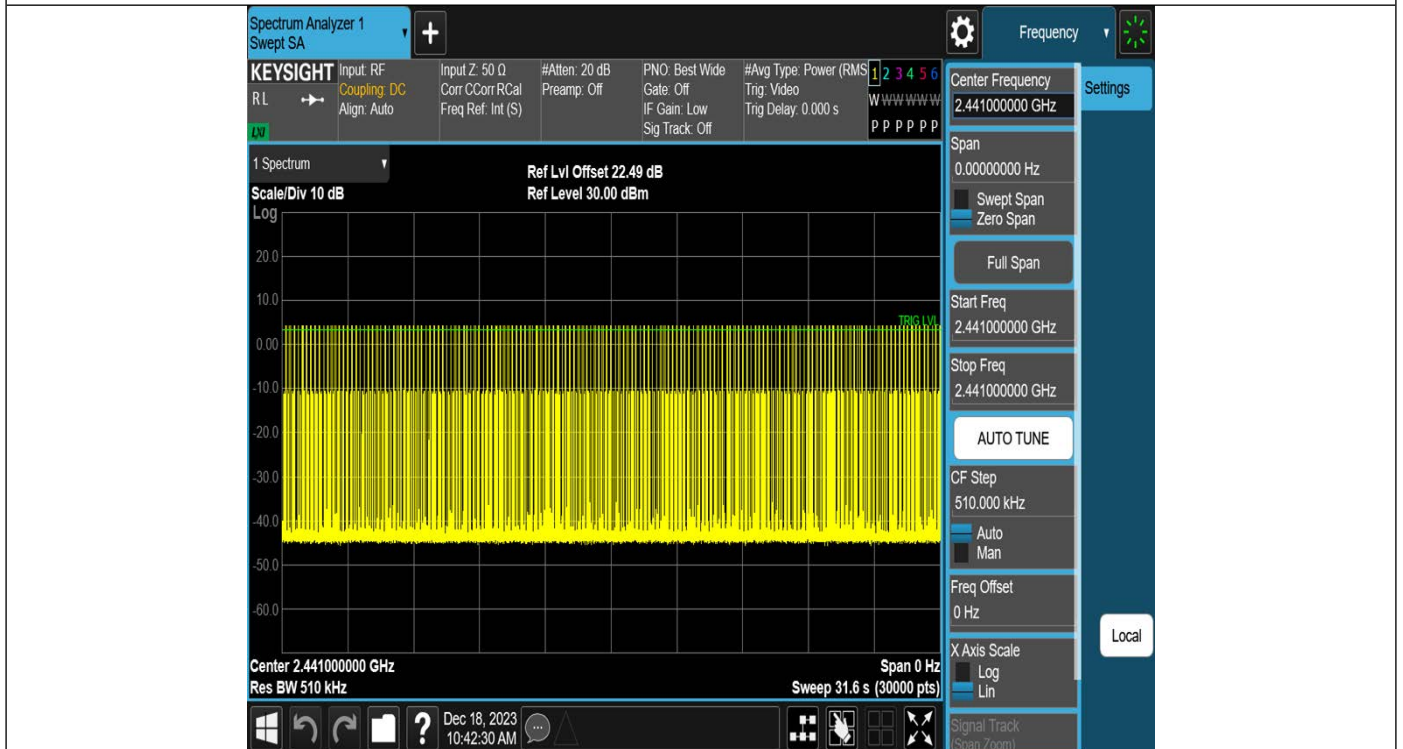 Spectrum Analyzer 1
Swept SA
+
Frequency
KEYSIGHT
RL
LXI
Input: RF
Coupling: DC
Align: Auto
Input Z: 50 Ω
Corr CCorr RCal
Freq Ref: Int (S)
#Atten: 20 dB
Preamp: Off
PNO: Best Wide
Gate: Off
IF Gain: Low
Sig Track: Off
#Avg Type: Power (RMS
Trig: Video
Trig Delay: 0.000 s
1 2 3 4 5 6
W W W W W W
P P P P P P
Center Frequency
2.441000000 GHz
Settings
Span
0.00000000 Hz
Swept Span
Zero Span
Full Span
Start Freq
2.441000000 GHz
Stop Freq
2.441000000 GHz
AUTO TUNE
CF Step
510.000 kHz
Auto
Man
Freq Offset
0 Hz
X Axis Scale
Log
Lin
Signal Track
(Span Zoom)
Local
1 Spectrum
Scale/Div 10 dB
Ref Lvl Offset 22.49 dB
Ref Level 30.00 dBm
Log
20.0
10.0
TRIG LVL
0.00
-10.0
-20.0
-30.0
-40.0
-50.0
-60.0
Center 2.441000000 GHz
Span 0 Hz
Res BW 510 kHz
Sweep 31.6 s (30000 pts)
?
Dec 18, 2023
10:42:30 AM